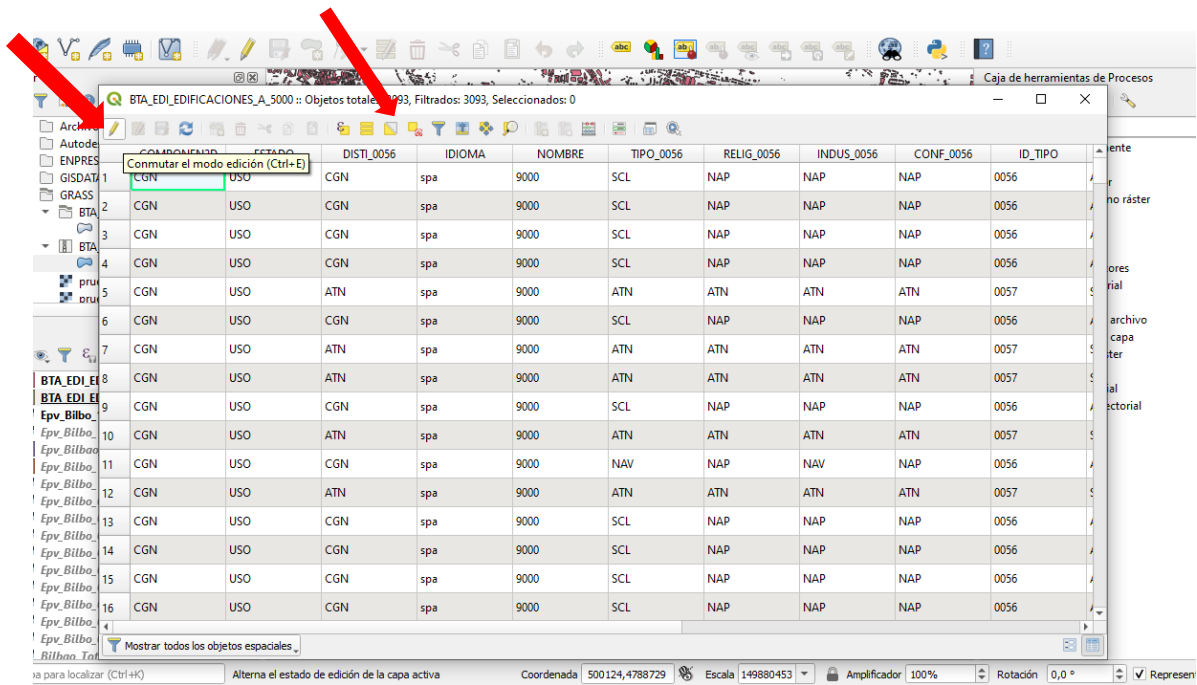 Caja de herramientas de Procesos
BTA_EDI_EDIFICACIONES_A_5000 :: Objetos totales: 3093, Filtrados: 3093, Seleccionados: 0
Conmutar el modo edición (Ctrl+E)
COMPONEN2D ESTADO DISTI_0056 IDIOMA NOMBRE TIPO_0056 RELIG_0056 INDUS_0056 CONF_0056 ID_TIPO
1 CGN USO CGN spa 9000 SCL NAP NAP NAP 0056
2 CGN USO CGN spa 9000 SCL NAP NAP NAP 0056
3 CGN USO CGN spa 9000 SCL NAP NAP NAP 0056
4 CGN USO CGN spa 9000 SCL NAP NAP NAP 0056
5 CGN USO ATN spa 9000 ATN ATN ATN ATN 0057
6 CGN USO CGN spa 9000 SCL NAP NAP NAP 0056
7 CGN USO ATN spa 9000 ATN ATN ATN ATN 0057
8 CGN USO ATN spa 9000 ATN ATN ATN ATN 0057
9 CGN USO CGN spa 9000 SCL NAP NAP NAP 0056
10 CGN USO ATN spa 9000 ATN ATN ATN ATN 0057
11 CGN USO CGN spa 9000 NAV NAP NAV NAP 0056
12 CGN USO ATN spa 9000 ATN ATN ATN ATN 0057
13 CGN USO CGN spa 9000 SCL NAP NAP NAP 0056
14 CGN USO CGN spa 9000 SCL NAP NAP NAP 0056
15 CGN USO CGN spa 9000 SCL NAP NAP NAP 0056
16 CGN USO CGN spa 9000 SCL NAP NAP NAP 0056
Mostrar todos los objetos espaciales
Autode
ENPRES
GISDATA
GRASS
BTA_
BTA
pru
prue
BTA_EDI_EI
BTA EDI EI
Epv_Bilbo_
Epv_Bilbo_
Epv_Bilbao
Epv_Bilbo_
Epv_Bilbo_
Epv_Bilbo_
Epv_Bilbo_
Epv_Bilbo_
Epv_Bilbo_
Epv_Bilbo_
Epv_Bilbo_
Epv_Bilbo_
Epv_Bilbo_
Epv_Bilbo_
Bilbao Tot
ente
r
no ráster
ores
rial
archivo
capa
ster
ial
ectorial
ba para localizar (Ctrl+K) Alterna el estado de edición de la capa activa Coordenada 500124,4788729 Escala 149880453 Amplificador 100% Rotación 0,0 ° Represent